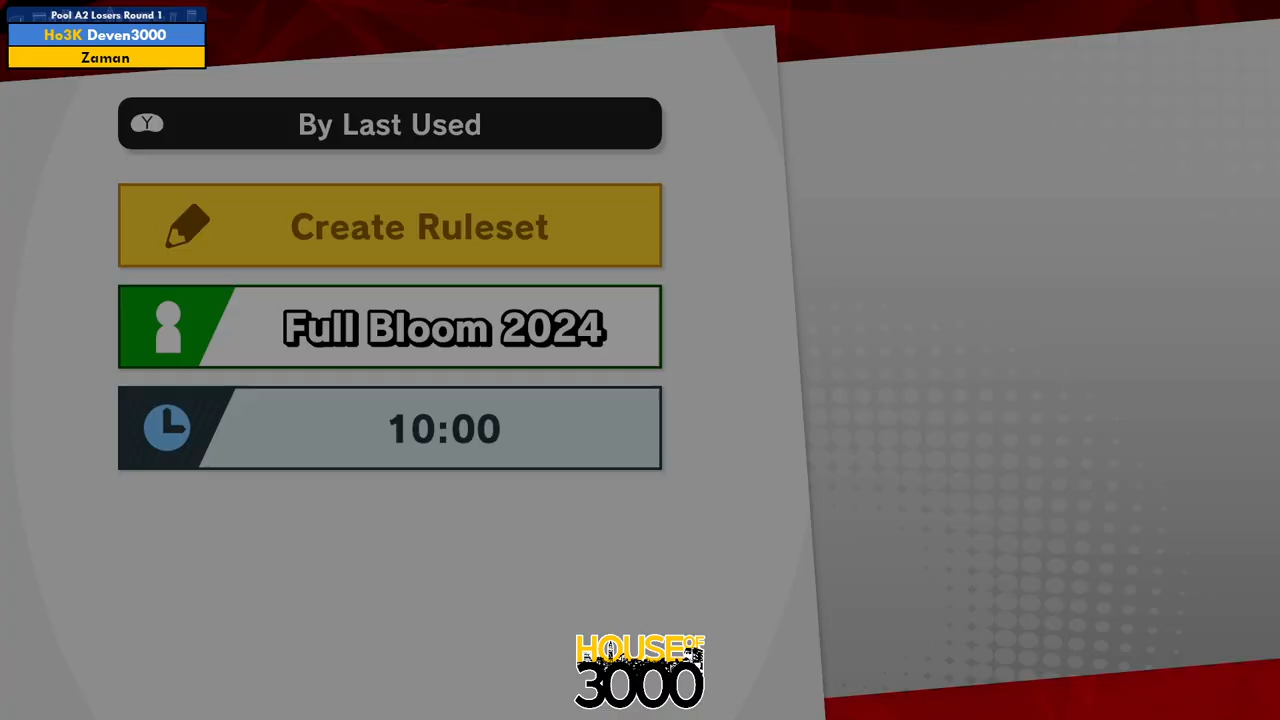 Pool A2 Losers Round 1
Ho3K Deven3000
Zaman
Y By Last Used
Create Ruleset
Full Bloom 2024
10:00
HOUSE OF
3000